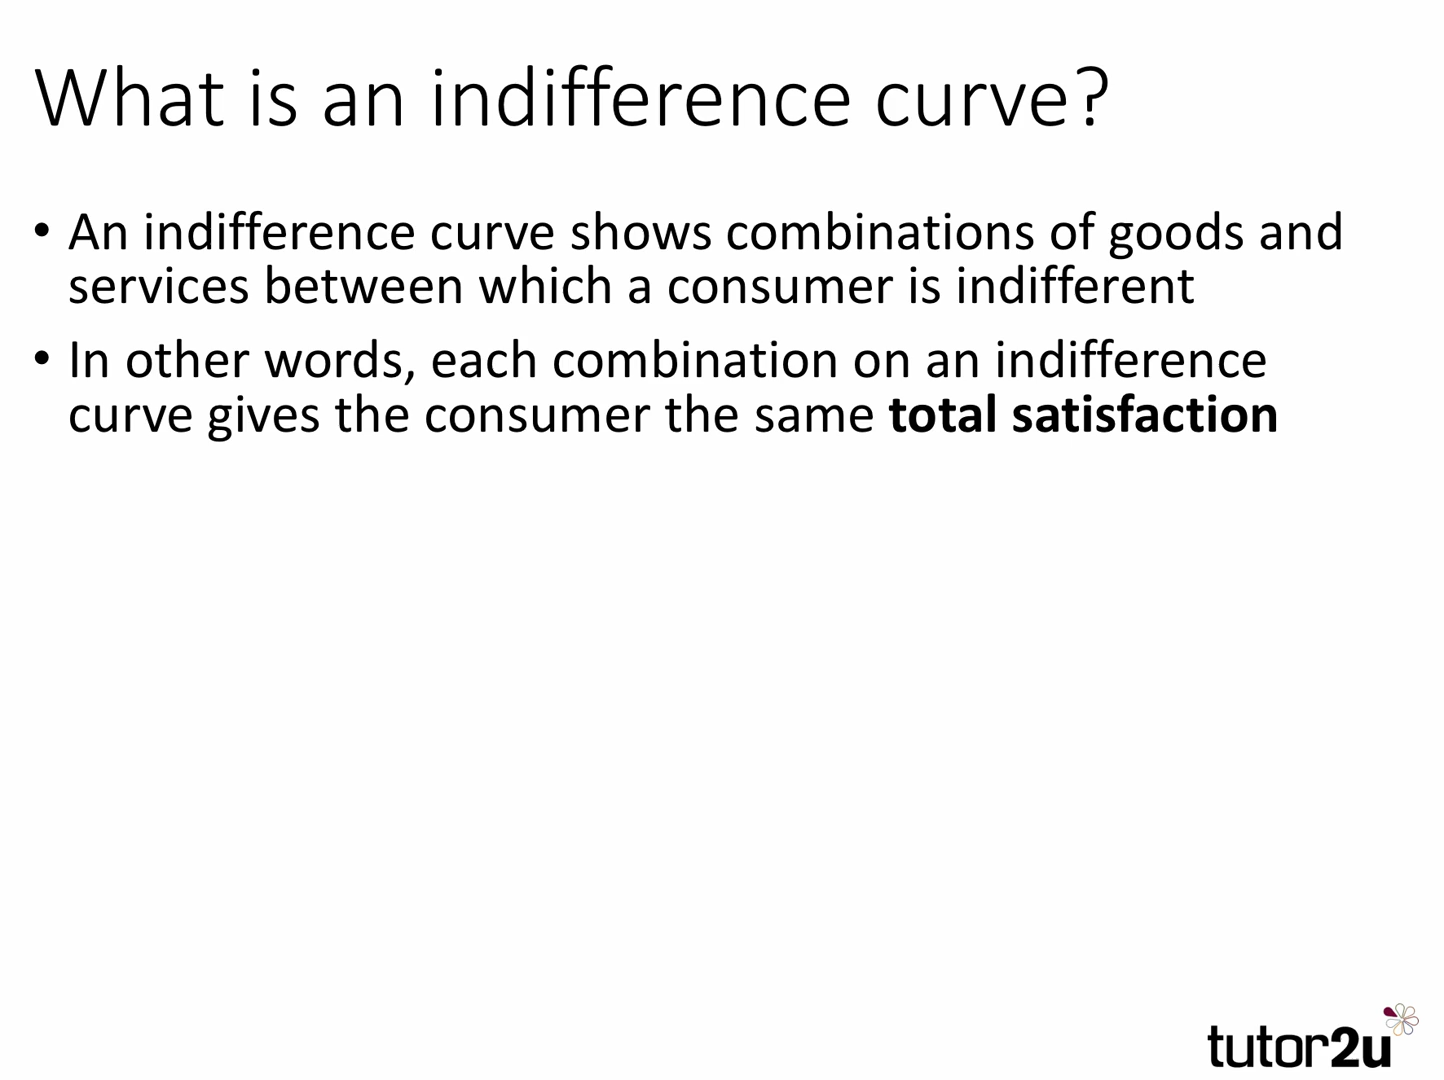 What is an indifference curve?
• An indifference curve shows combinations of goods and
services between which a consumer is indifferent
• In other words, each combination on an indifference
curve gives the consumer the same total satisfaction
tutor2u